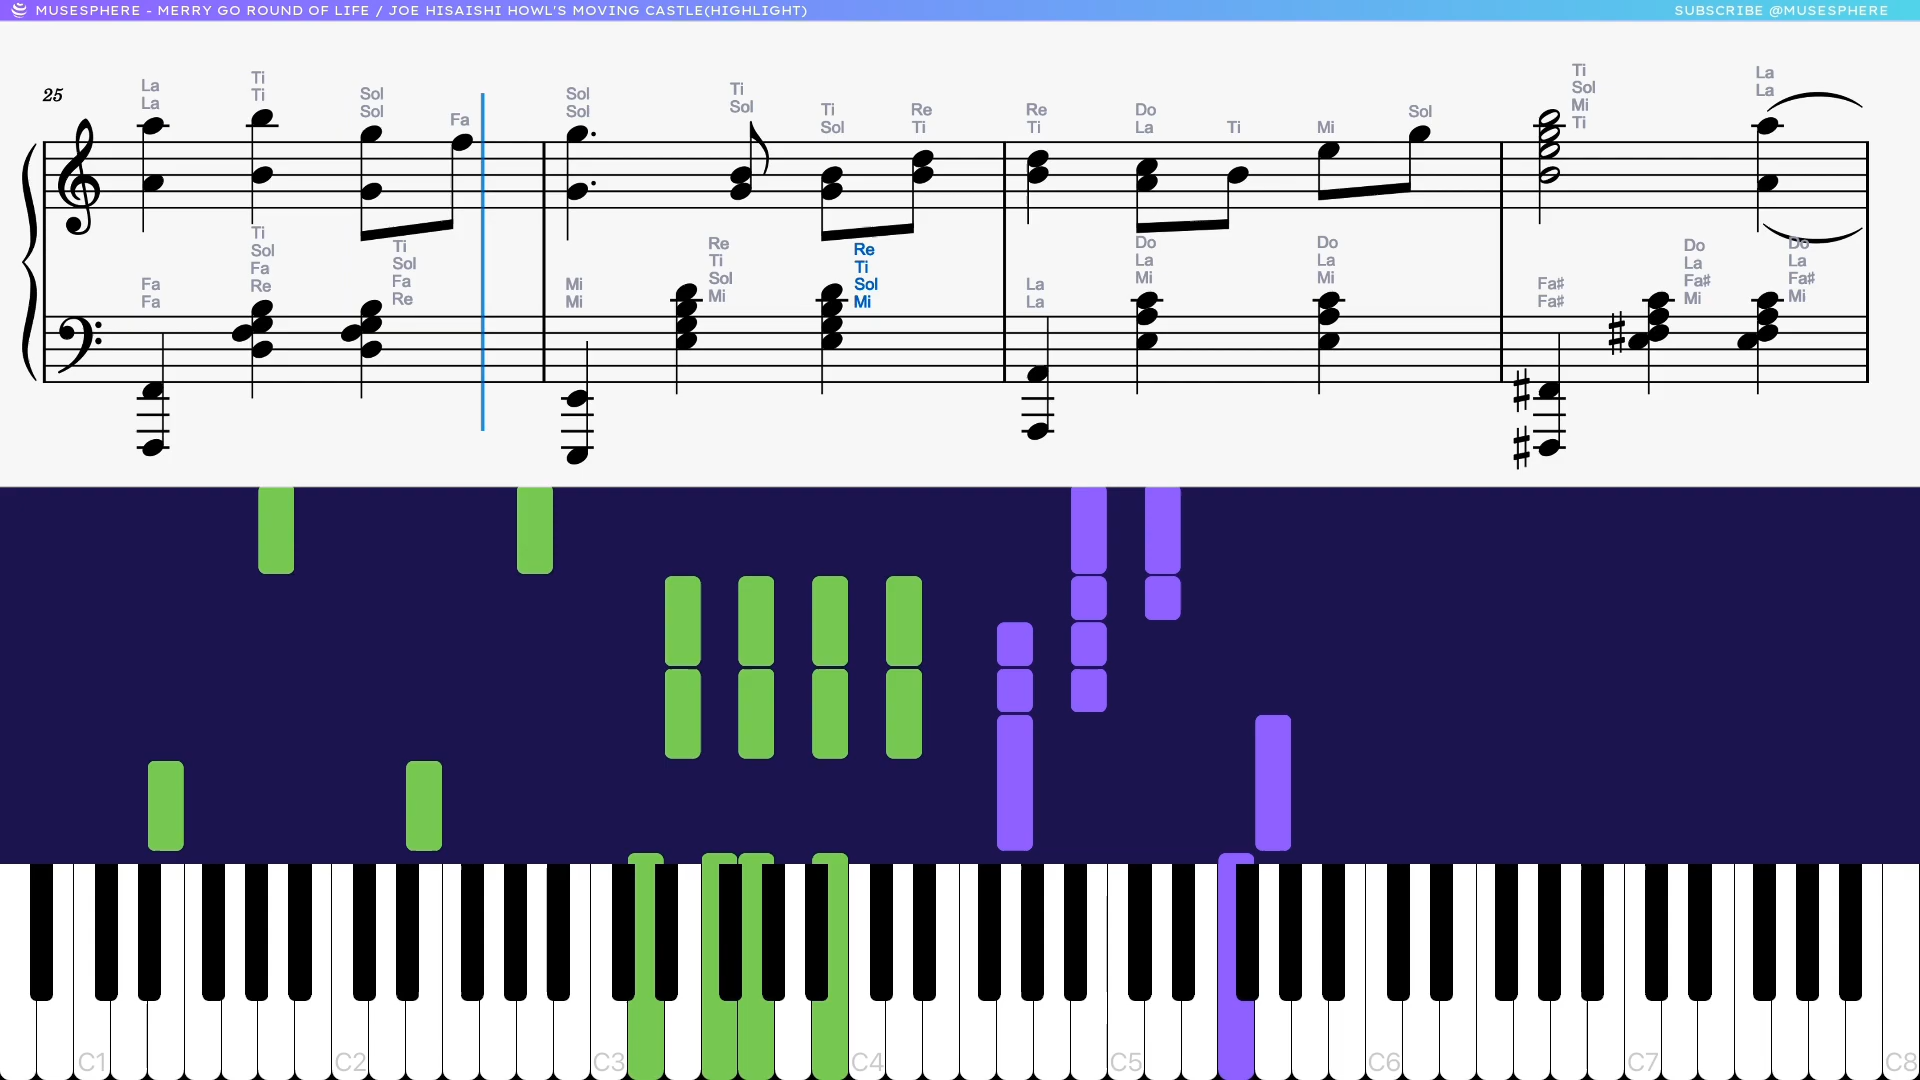 MUSESPHERE - MERRY GO ROUND OF LIFE / JOE HISAISHI HOWL'S MOVING CASTLE(HIGHLIGHT)
SUBSCRIBE @MUSESPHERE
25
La
La
Ti
Ti
Sol
Sol
Fa
Sol
Sol
Ti
Sol
Ti
Sol
Re
Ti
Re
Ti
Do
La
Ti
Mi
Sol
Ti
Sol
Mi
Ti
La
La
Fa
Fa
Ti
Sol
Fa
Re
Ti
Sol
Fa
Re
Mi
Mi
Re
Ti
Sol
Mi
Re
Ti
Sol
Mi
La
La
Do
La
Mi
Do
La
Mi
Fa#
Fa#
Do
La
Fa#
Mi
Do
La
Fa#
Mi
C1
C2
C3
C4
C5
C6
C7
C8